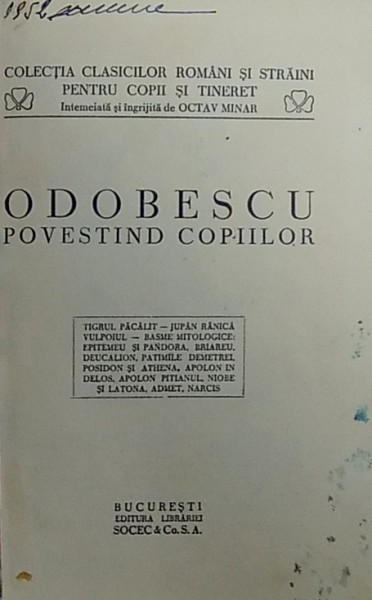 1952
COLECȚIA CLASICILOR ROMÂNI ȘI STRĂINI
PENTRU COPII ȘI TINERET
Intemeiată și îngrijită de OCTAV MINAR
ODOBESCU
POVESTIND COPIILOR
TIGRUL PĂCĂLIT — JUPÂN RĂNICĂ
VULPOIUL — BASME MITOLOGICE:
EPITEMEU ȘI PANDORA, BRIAREU,
DEUCALION, PATIMILE DEMETREI,
POSIDON ȘI ATHENA, APOLON IN
DELOS, APOLON PITIANUL, NIOBE
ȘI LATONA, ADMET, NARCIS
BUCUREȘTI
EDITURA LIBRĂRIEI
SOCEC & Co. S. A.